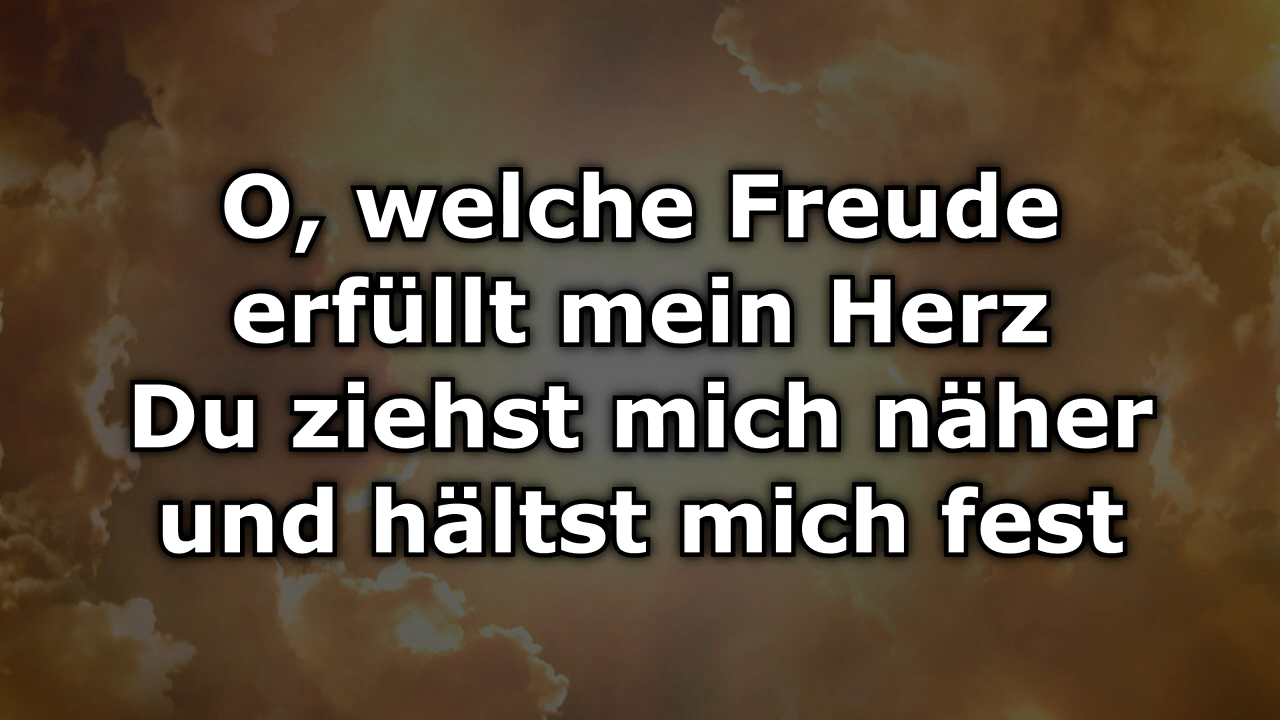 O, welche Freude
erfüllt mein Herz
Du ziehst mich näher
und hältst mich fest